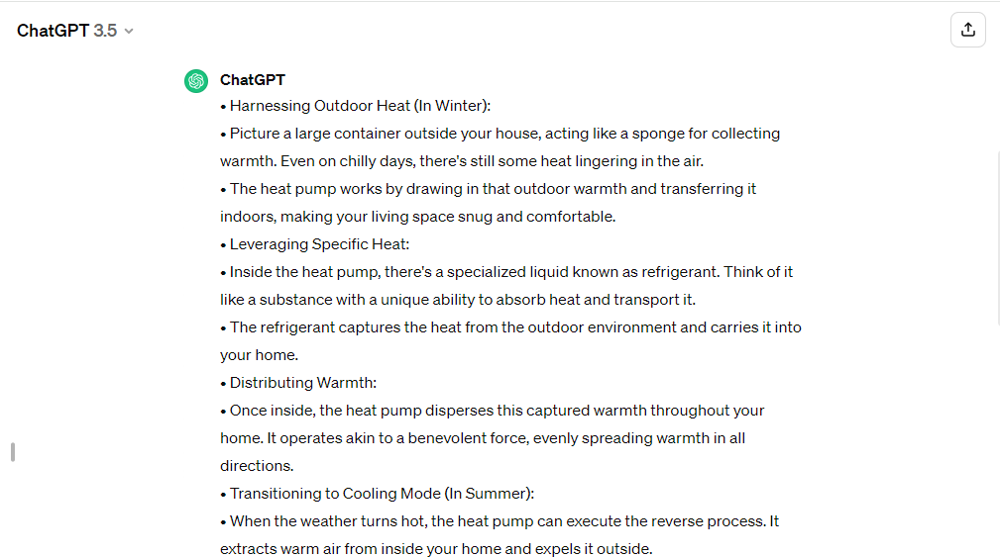 ChatGPT 3.5
ChatGPT
• Harnessing Outdoor Heat (In Winter):
• Picture a large container outside your house, acting like a sponge for collecting
warmth. Even on chilly days, there's still some heat lingering in the air.
• The heat pump works by drawing in that outdoor warmth and transferring it
indoors, making your living space snug and comfortable.
• Leveraging Specific Heat:
• Inside the heat pump, there's a specialized liquid known as refrigerant. Think of it
like a substance with a unique ability to absorb heat and transport it.
• The refrigerant captures the heat from the outdoor environment and carries it into
your home.
• Distributing Warmth:
• Once inside, the heat pump disperses this captured warmth throughout your
home. It operates akin to a benevolent force, evenly spreading warmth in all
directions.
• Transitioning to Cooling Mode (In Summer):
• When the weather turns hot, the heat pump can execute the reverse process. It
extracts warm air from inside your home and expels it outside.